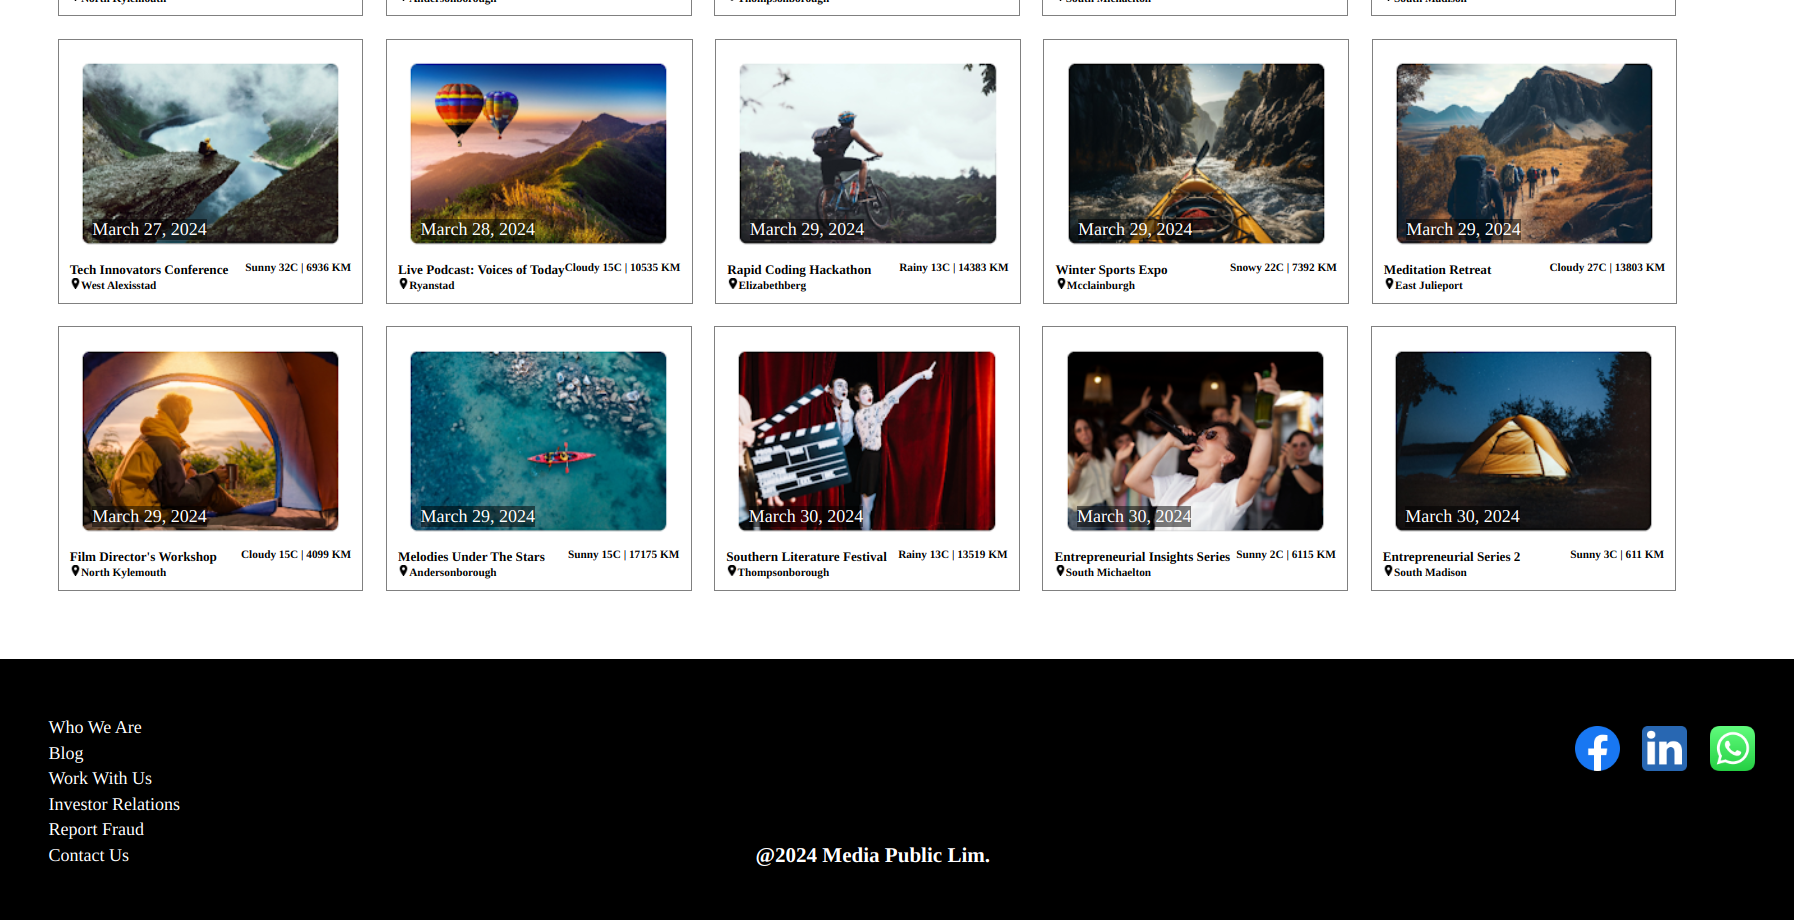 North Kylemouth
Andersonborough
Thompsonborough
South Michaelton
South Madison
March 27, 2024
March 28, 2024
March 29, 2024
March 29, 2024
March 29, 2024
Tech Innovators Conference Sunny 32C | 6936 KM
West Alexisstad
Live Podcast: Voices of Today Cloudy 15C | 10535 KM
Ryanstad
Rapid Coding Hackathon Rainy 13C | 14383 KM
Elizabethberg
Winter Sports Expo Snowy 22C | 7392 KM
Mcclainburgh
Meditation Retreat Cloudy 27C | 13803 KM
East Julieport
March 29, 2024
March 29, 2024
March 30, 2024
March 30, 2024
March 30, 2024
Film Director's Workshop Cloudy 15C | 4099 KM
North Kylemouth
Melodies Under The Stars Sunny 15C | 17175 KM
Andersonborough
Southern Literature Festival Rainy 13C | 13519 KM
Thompsonborough
Entrepreneurial Insights Series Sunny 2C | 6115 KM
South Michaelton
Entrepreneurial Series 2 Sunny 3C | 611 KM
South Madison
Who We Are
Blog
Work With Us
Investor Relations
Report Fraud
Contact Us
@2024 Media Public Lim.